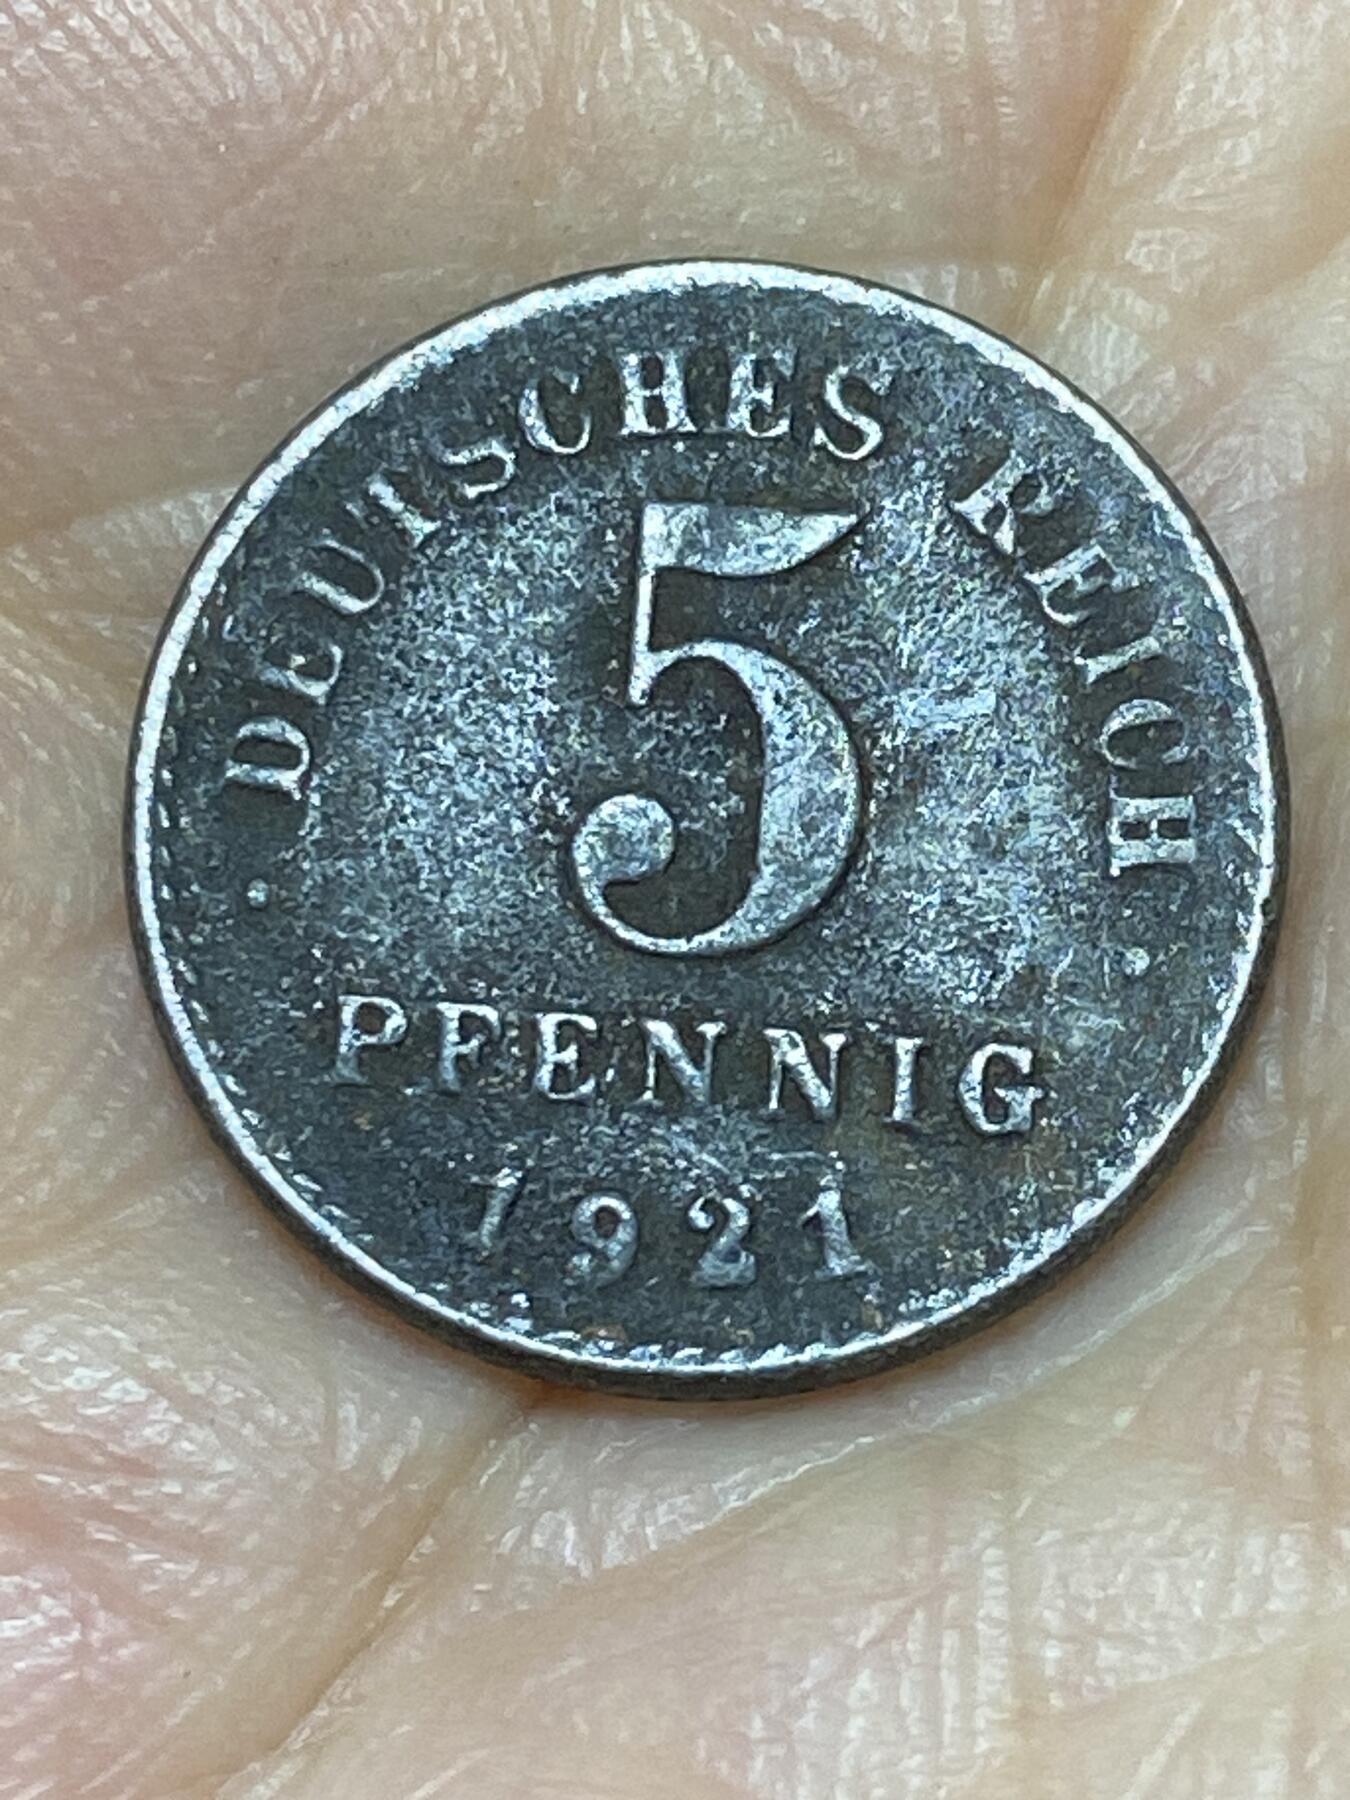 DEUTSCHES REICH
5
PFENNIG
1921